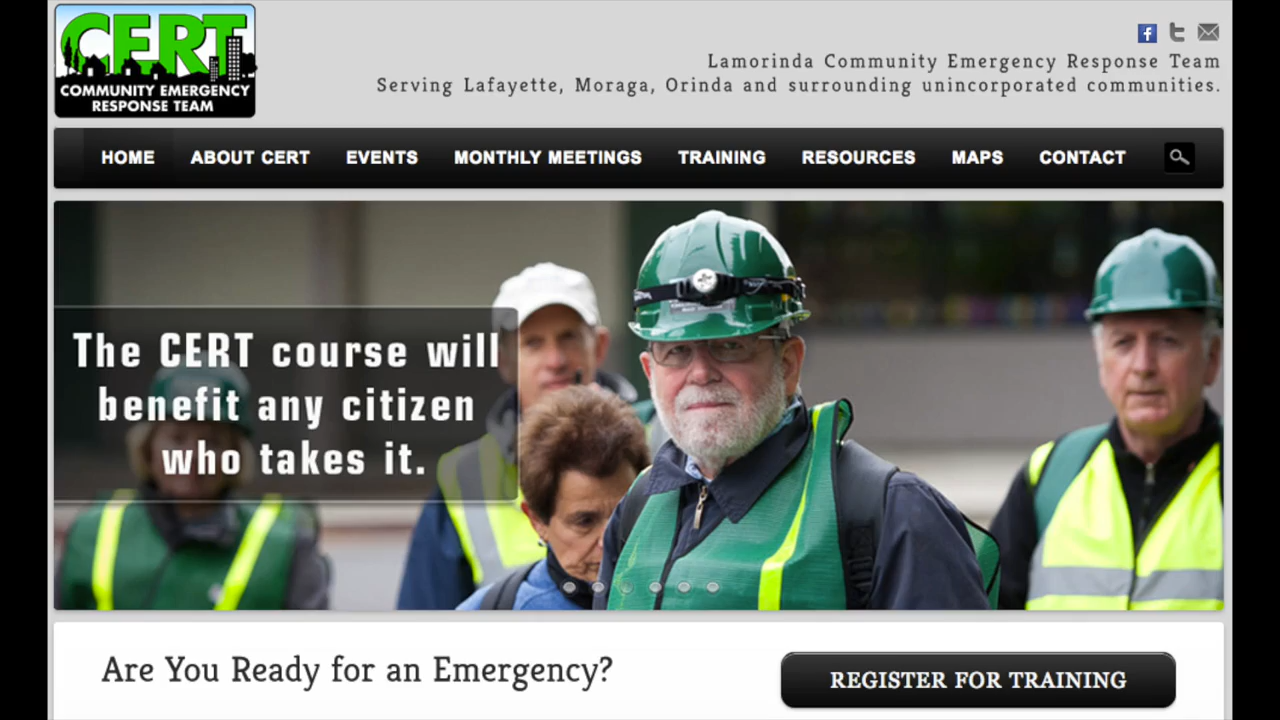 CERT
COMMUNITY EMERGENCY
RESPONSE TEAM
Lamorinda Community Emergency Response Team
Serving Lafayette, Moraga, Orinda and surrounding unincorporated communities.
HOME ABOUT CERT EVENTS MONTHLY MEETINGS TRAINING RESOURCES MAPS CONTACT
The CERT course will
benefit any citizen
who takes it.
Are You Ready for an Emergency?
REGISTER FOR TRAINING